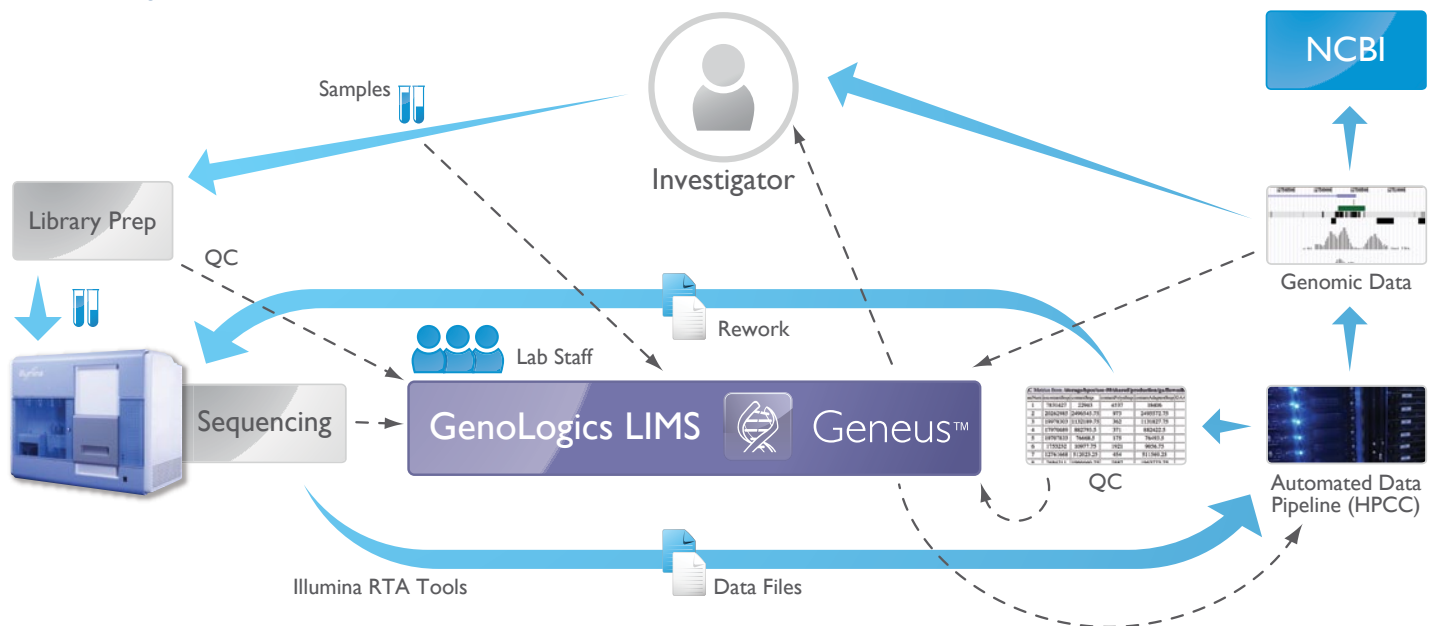 NCBI
Samples
Investigator
Library Prep
QC
Genomic Data
Rework
Lab Staff
Sequencing
GenoLogics LIMS
Geneus™
QC
Automated Data
Pipeline (HPCC)
Illumina RTA Tools
Data Files